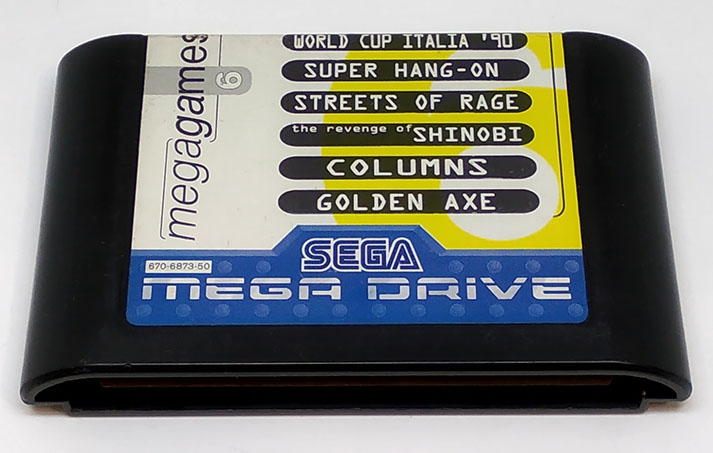 WORLD CUP ITALIA '90
SUPER HANG-ON
STREETS OF RAGE
the revenge of SHINOBI
COLUMNS
GOLDEN AXE
megagames 6
SEGA
670-6873-50
MEGA DRIVE